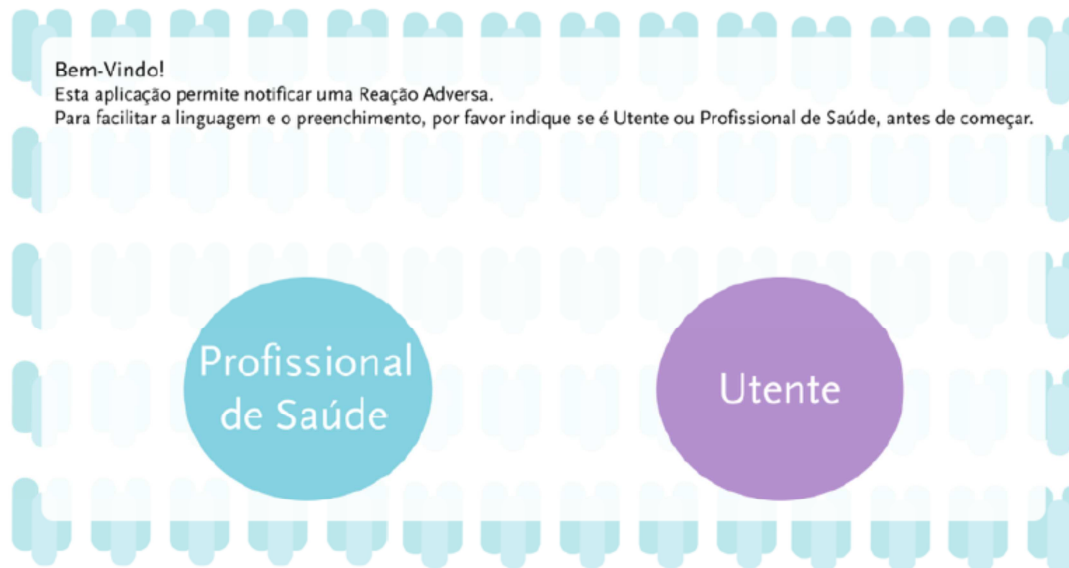 Bem-Vindo!
Esta aplicação permite notificar uma Reação Adversa.
Para facilitar a linguagem e o preenchimento, por favor indique se é Utente ou Profissional de Saúde, antes de começar.
Profissional
de Saúde
Utente